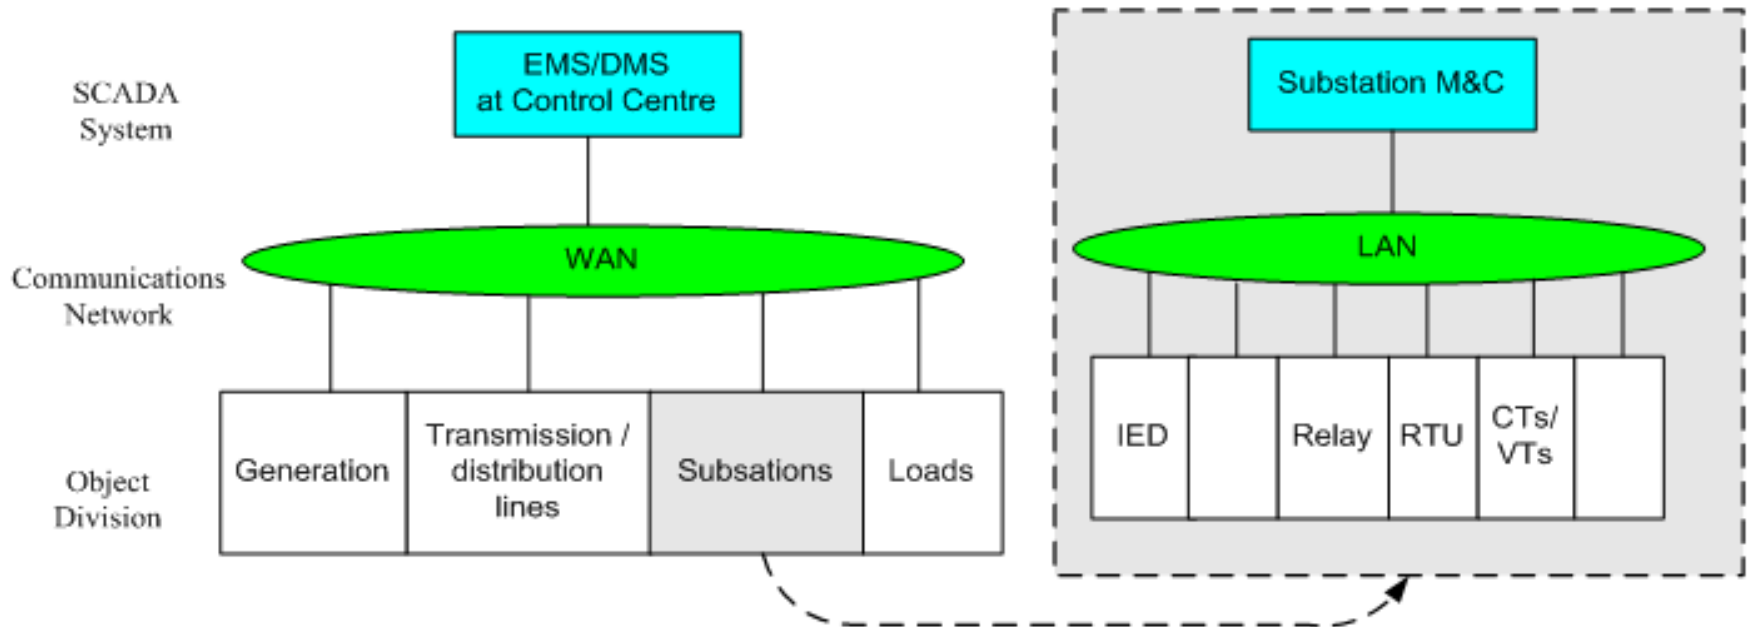 SCADA
System
EMS/DMS
at Control Centre
Substation M&C
Communications
Network
WAN
LAN
Object
Division
Generation
Transmission /
distribution
lines
Subsations
Loads
IED
Relay
RTU
CTs/
VTs